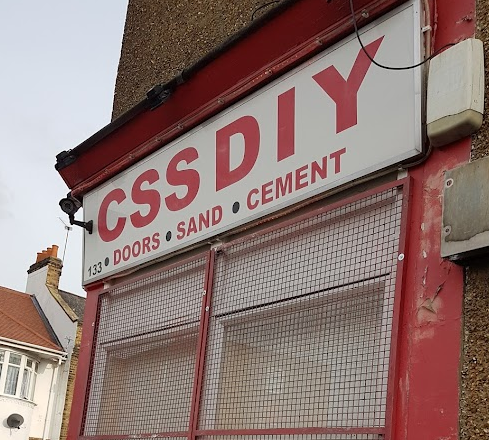 CSS DIY
133 • DOORS • SAND • CEMENT